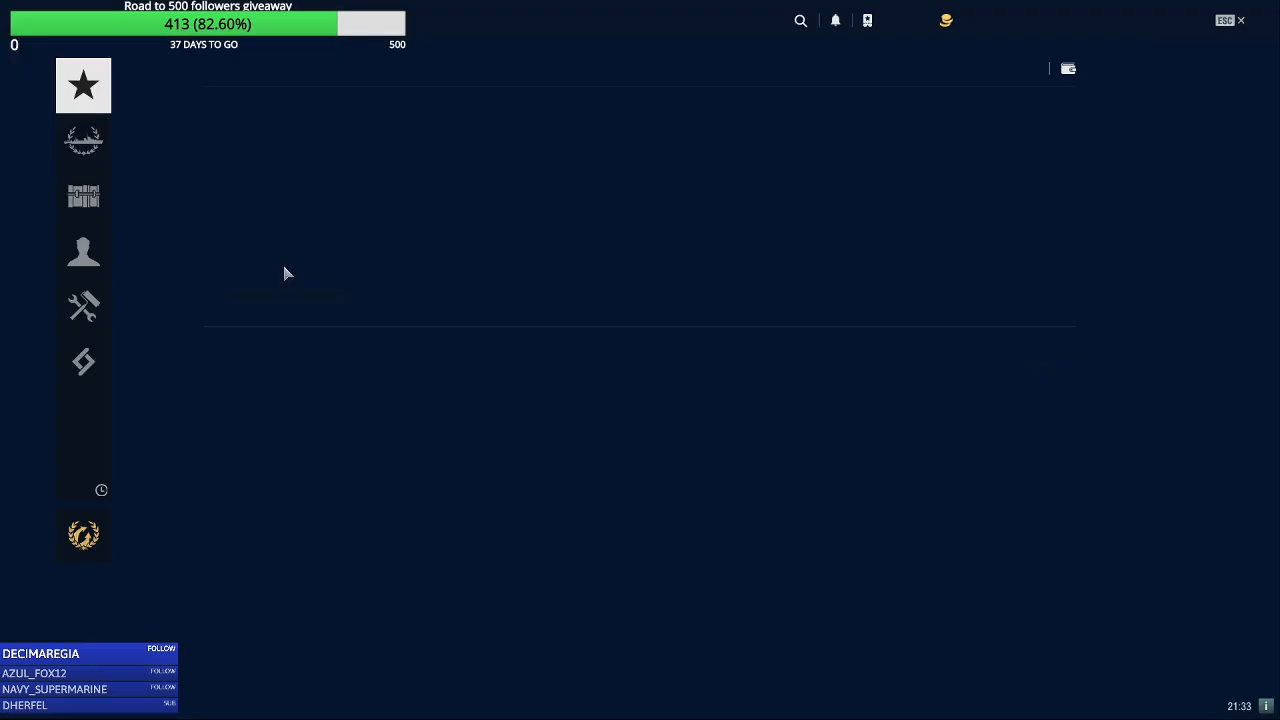 Road to 500 followers giveaway
413 (82.60%)
0
37 DAYS TO GO
500
ESC
DECIMAREGIA FOLLOW
AZUL_FOX12 FOLLOW
NAVY_SUPERMARINE FOLLOW
DHERFEL SUB
21:33